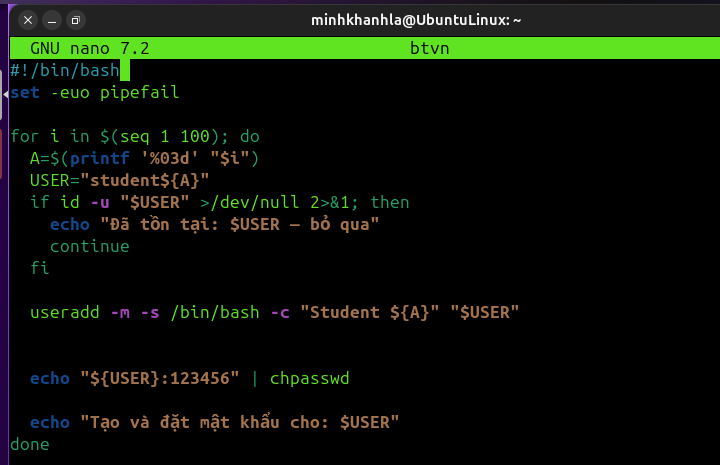 minhkhanhla@UbuntuLinux: ~
GNU nano 7.2 btvn
#!/bin/bash
set -euo pipefail
for i in $(seq 1 100); do
A=$(printf '%03d' "$i")
USER="student${A}"
if id -u "$USER" >/dev/null 2>&1; then
echo "Đã tồn tại: $USER — bỏ qua"
continue
fi
useradd -m -s /bin/bash -c "Student ${A}" "$USER"
echo "${USER}:123456" | chpasswd
echo "Tạo và đặt mật khẩu cho: $USER"
done